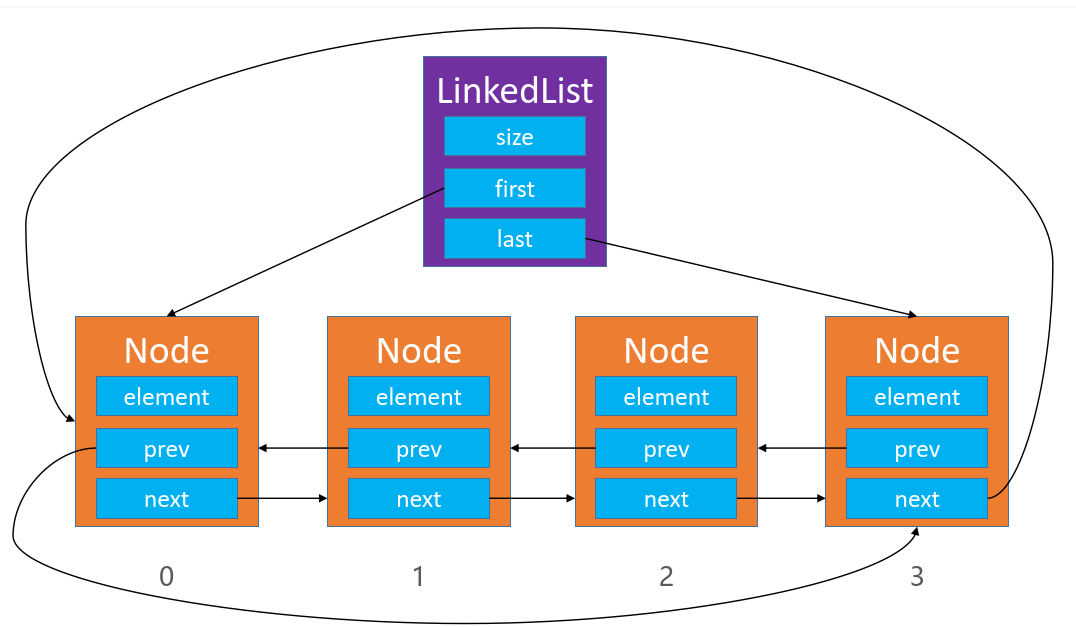 LinkedList
size
first
last
Node
Node
Node
Node
element
element
element
element
prev
prev
prev
prev
next
next
next
next
0
1
2
3